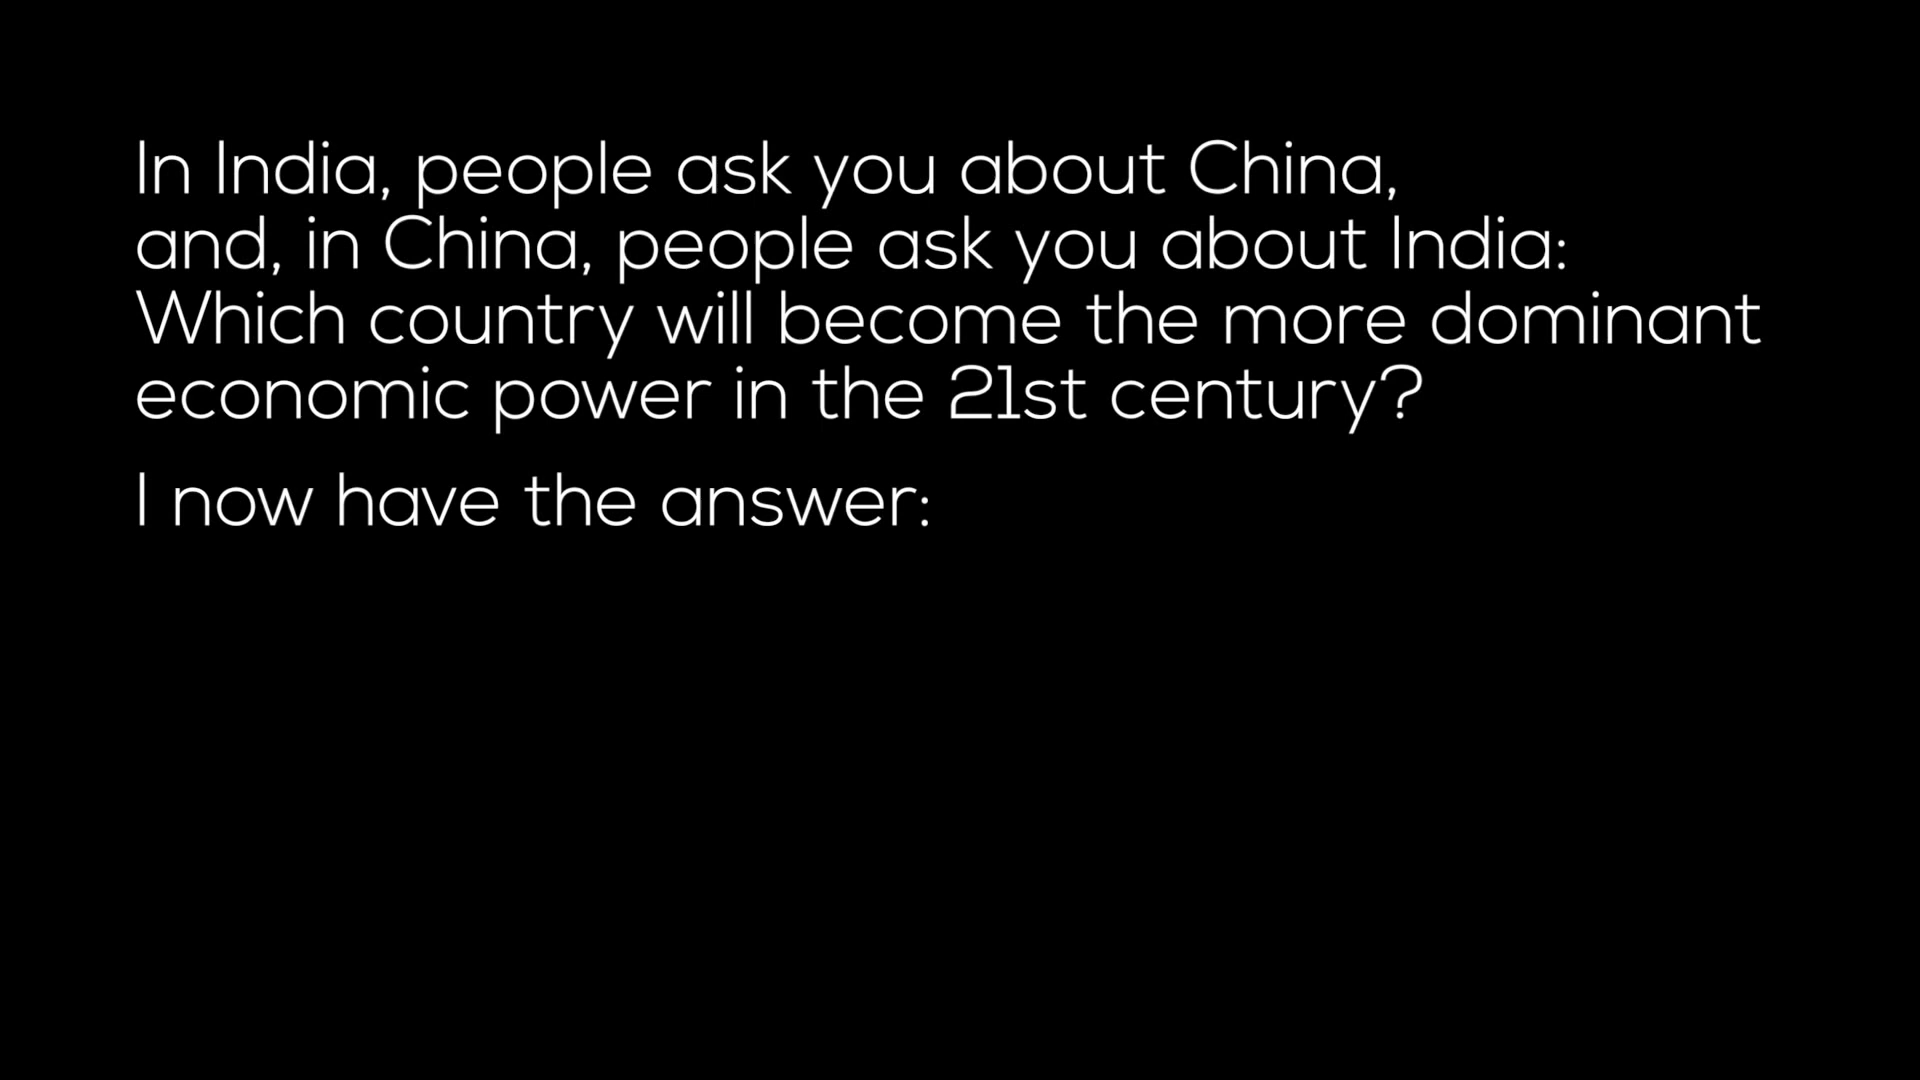 In India, people ask you about China,
and, in China, people ask you about India:
Which country will become the more dominant
economic power in the 21st century?
I now have the answer: